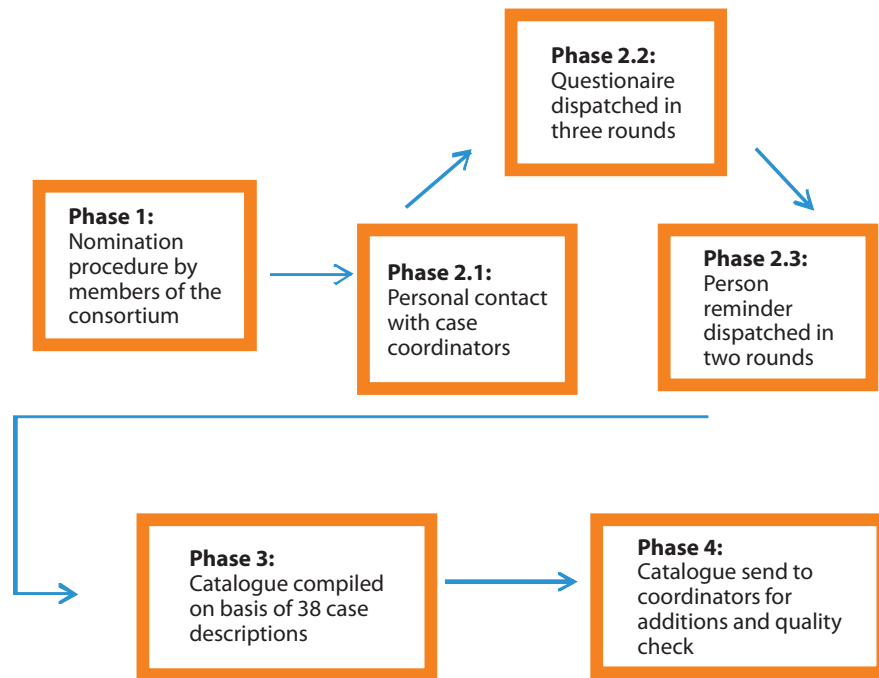 Phase 1:
Nomination
procedure by
members of the
consortium
Phase 2.1:
Personal contact
with case
coordinators
Phase 2.2:
Questionaire
dispatched in
three rounds
Phase 2.3:
Person
reminder
dispatched in
two rounds
Phase 3:
Catalogue compiled
on basis of 38 case
descriptions
Phase 4:
Catalogue send to
coordinators for
additions and quality
check